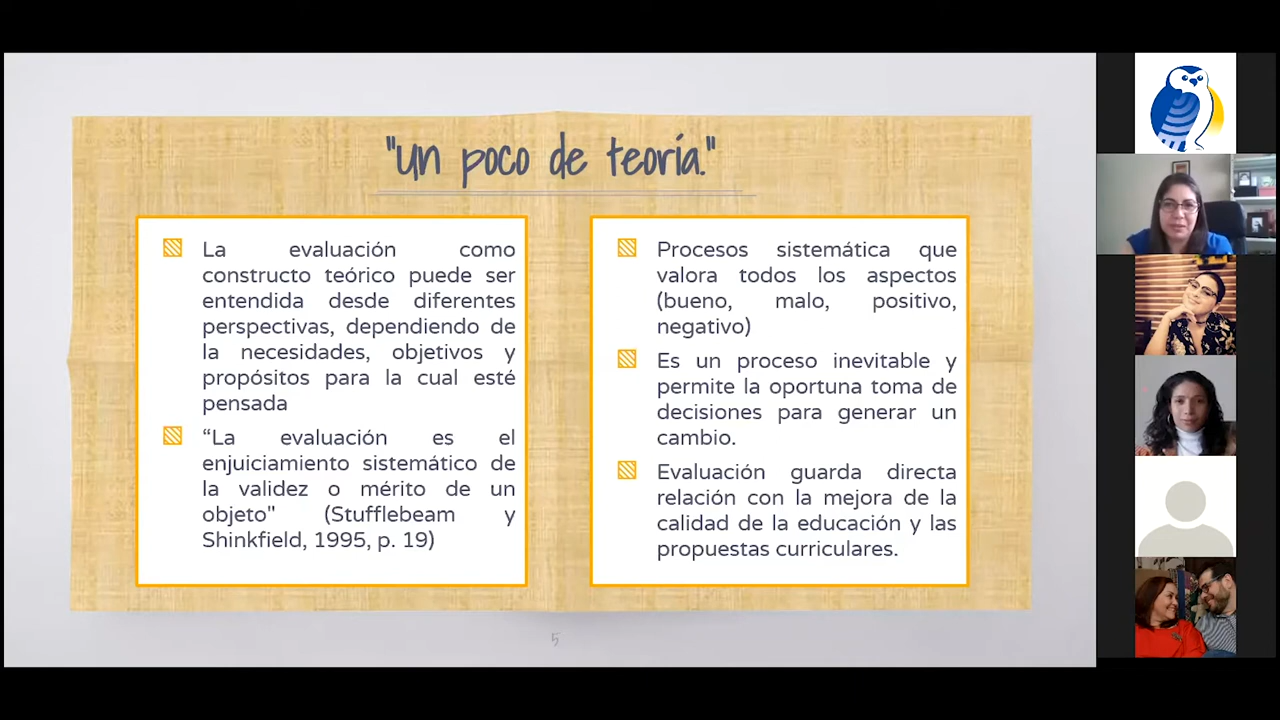 "un poco de teoría."
La evaluación como
constructo teórico puede ser
entendida desde diferentes
perspectivas, dependiendo de
la necesidades, objetivos y
propósitos para la cual esté
pensada
“La evaluación es el
enjuiciamiento sistemático de
la validez o mérito de un
objeto" (Stufflebeam y
Shinkfield, 1995, p. 19)
Procesos sistemática que
valora todos los aspectos
(bueno, malo, positivo,
negativo)
Es un proceso inevitable y
permite la oportuna toma de
decisiones para generar un
cambio.
Evaluación guarda directa
relación con la mejora de la
calidad de la educación y las
propuestas curriculares.
5